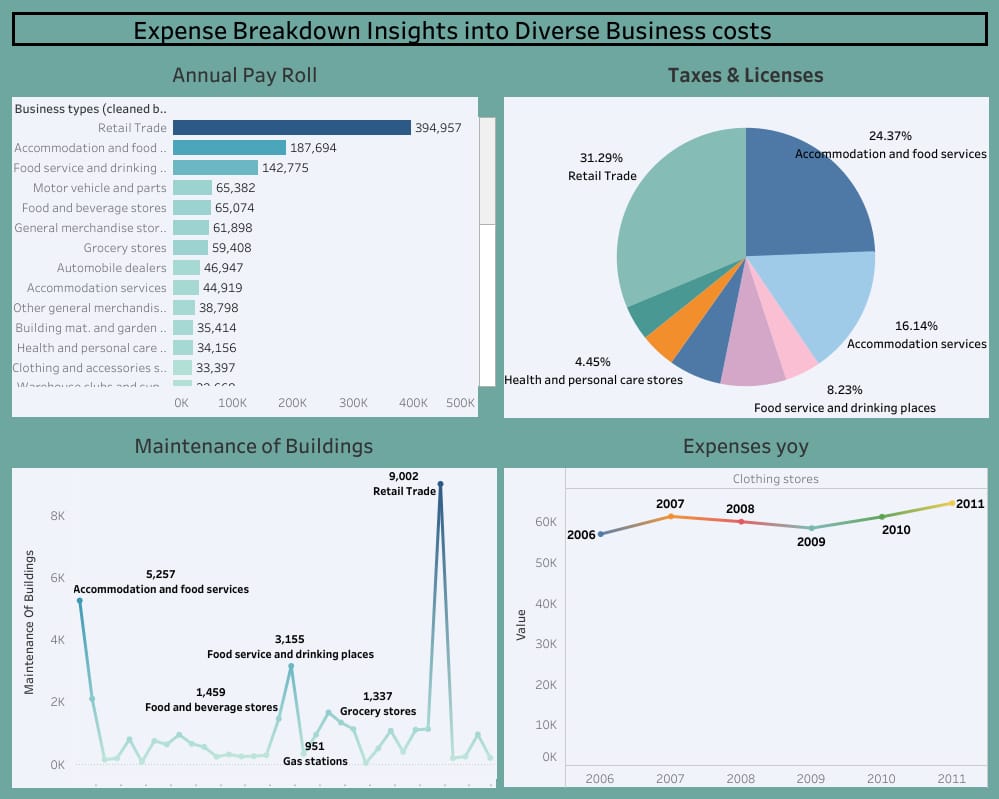 Expense Breakdown Insights into Diverse Business costs
Annual Pay Roll
Business types (cleaned b..
Retail Trade 394,957
Accommodation and food .. 187,694
Food service and drinking .. 142,775
Motor vehicle and parts 65,382
Food and beverage stores 65,074
General merchandise stor.. 61,898
Grocery stores 59,408
Automobile dealers 46,947
Accommodation services 44,919
Other general merchandis.. 38,798
Building mat. and garden .. 35,414
Health and personal care .. 34,156
Clothing and accessories s.. 33,397
0K 100K 200K 300K 400K 500K
Taxes & Licenses
24.37%
Accommodation and food services
31.29%
Retail Trade
16.14%
Accommodation services
4.45%
Health and personal care stores
8.23%
Food service and drinking places
Maintenance of Buildings
Maintenance Of Buildings
8K
6K
4K
2K
0K
9,002
Retail Trade
5,257
Accommodation and food services
3,155
Food service and drinking places
1,459
Food and beverage stores
1,337
Grocery stores
951
Gas stations
Expenses yoy
Clothing stores
Value
60K
50K
40K
30K
20K
10K
0K
2006
2007
2008
2009
2010
2011
2006 2007 2008 2009 2010 2011